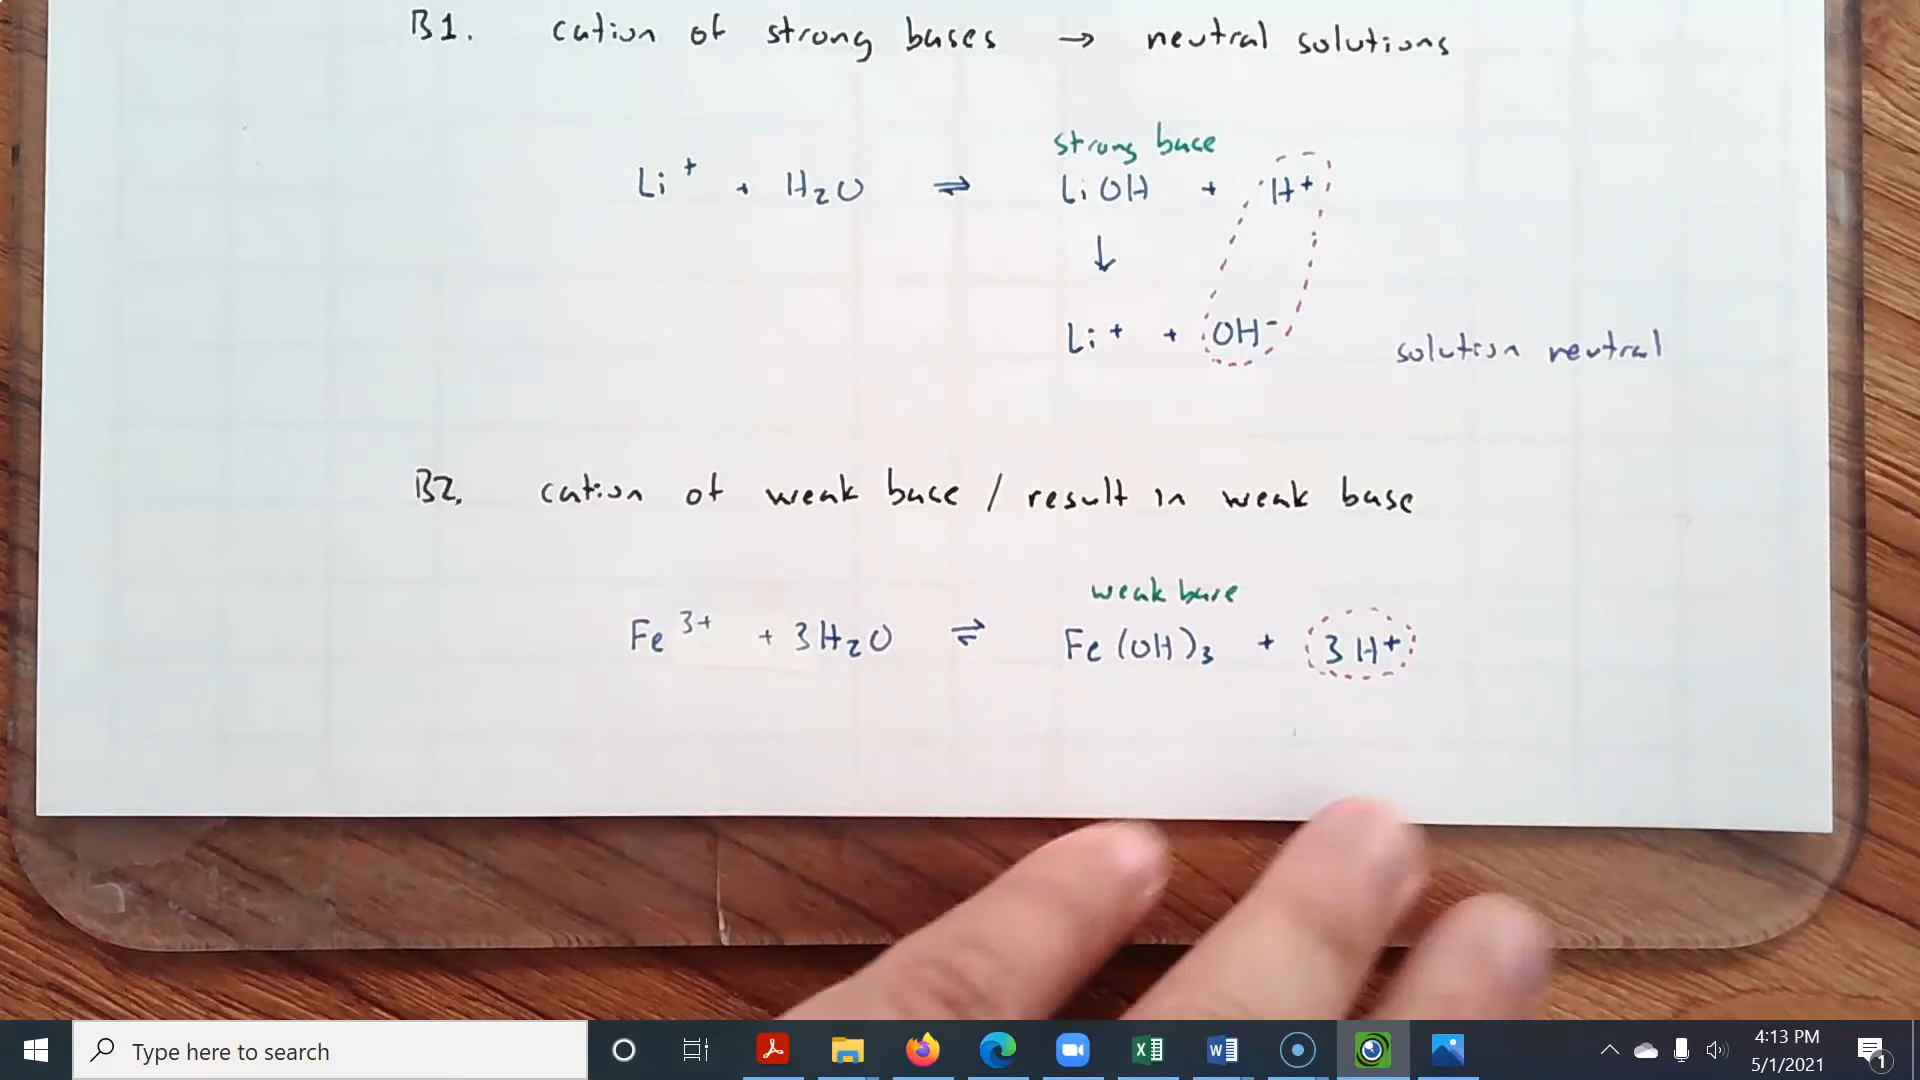 B1. cation of strong bases → neutral solutions
strong base
Li⁺ + H₂O ⇌ LiOH + H⁺
↓
Li⁺ + OH⁻ solution neutral
B2. cation of weak base / result in weak base
weak base
Fe³⁺ + 3H₂O ⇌ Fe(OH)₃ + 3H⁺
Type here to search
4:13 PM
5/1/2021
1